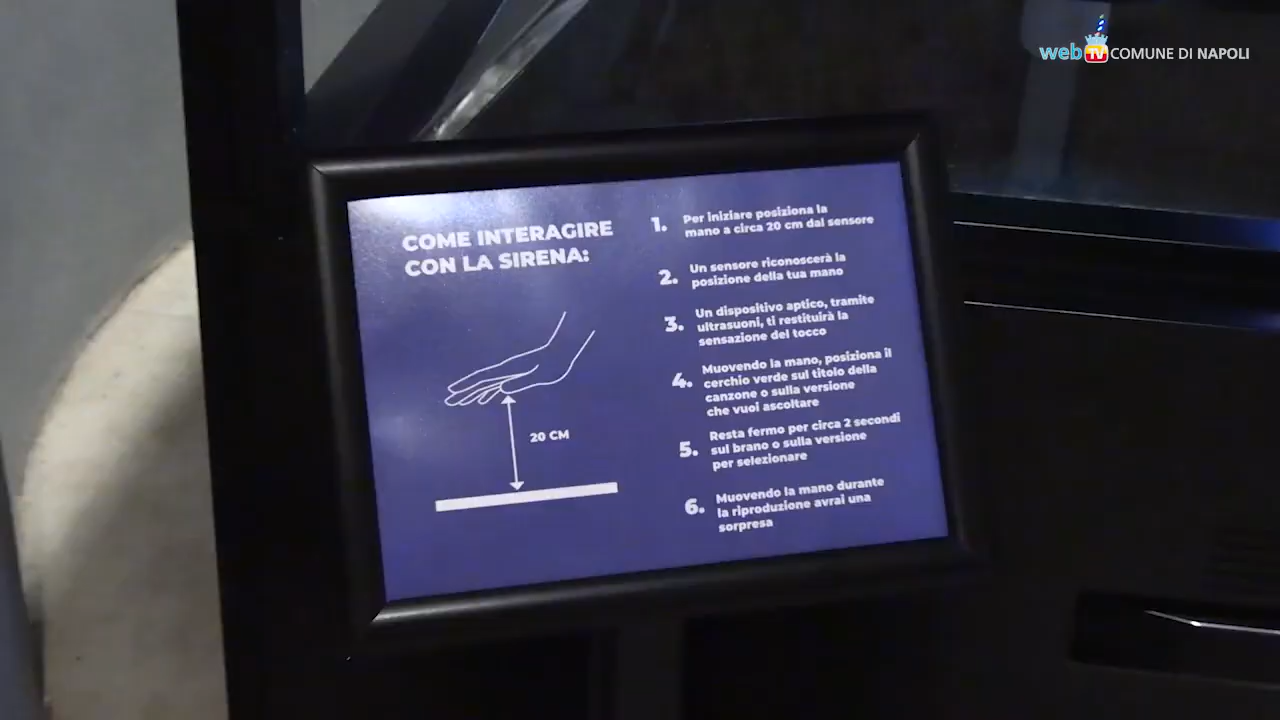 web TV COMUNE DI NAPOLI
COME INTERAGIRE
CON LA SIRENA:
20 CM
1. Per iniziare posiziona la
mano a circa 20 cm dal sensore
2. Un sensore riconoscerà la
posizione della tua mano
3. Un dispositivo aptico, tramite
ultrasuoni, ti restituirà la
sensazione del tocco
4. Muovendo la mano, posiziona il
cerchio verde sul titolo della
canzone o sulla versione
che vuoi ascoltare
5. Resta fermo per circa 2 secondi
sul brano o sulla versione
per selezionare
6. Muovendo la mano durante
la riproduzione avrai una
sorpresa